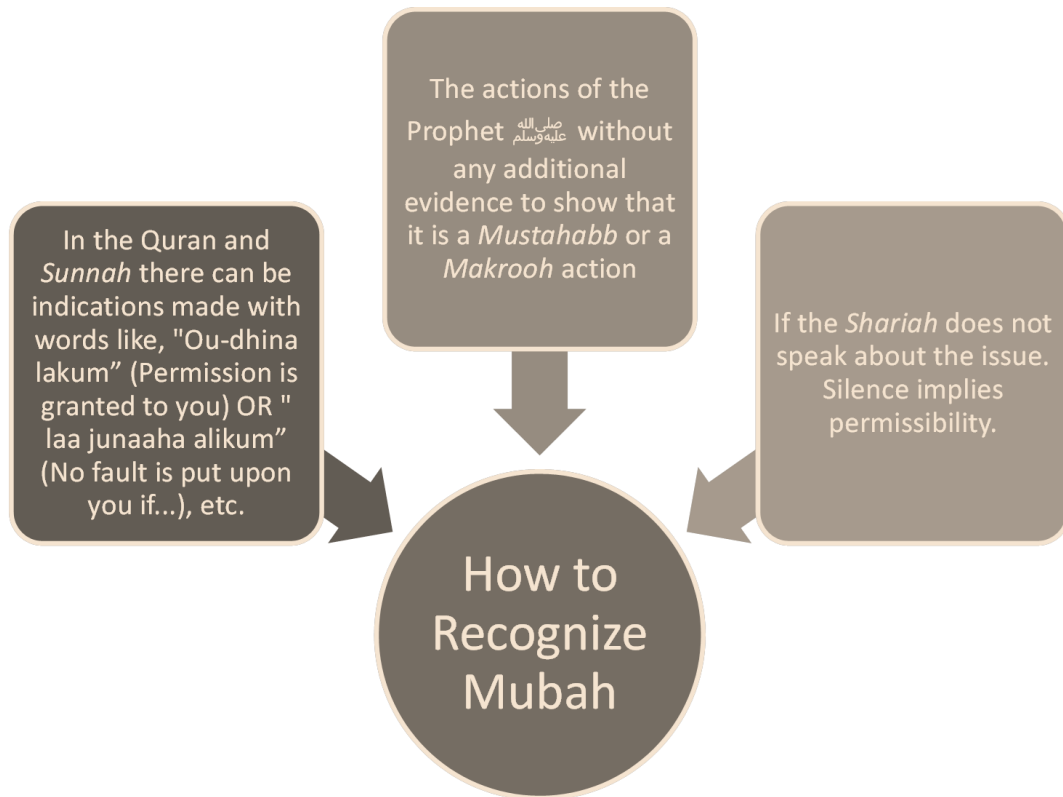 The actions of the
Prophet ﷺ without
any additional
evidence to show that
it is a Mustahabb or a
Makrooh action
In the Quran and
Sunnah there can be
indications made with
words like, "Ou-dhina
lakum” (Permission is
granted to you) OR "
laa junaaha alikum”
(No fault is put upon
you if...), etc.
If the Shariah does not
speak about the issue.
Silence implies
permissibility.
How to
Recognize
Mubah